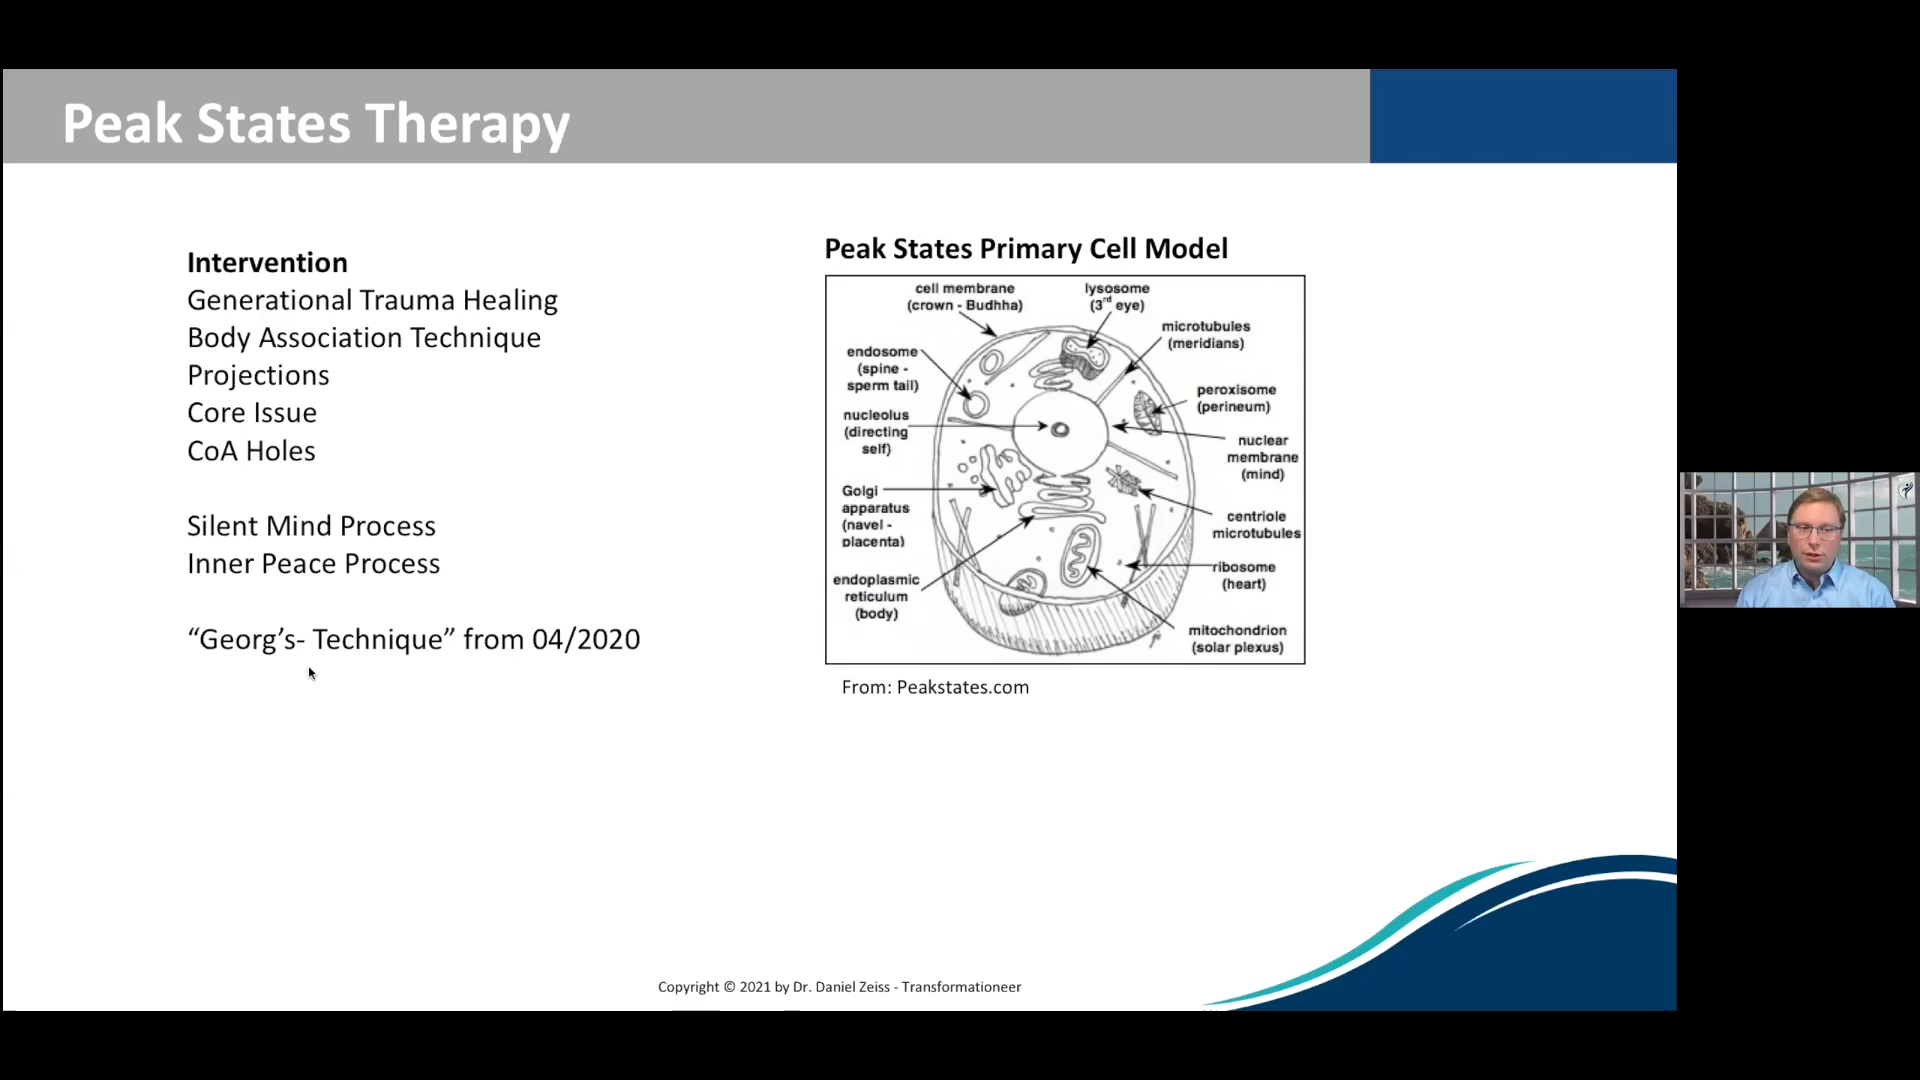 Peak States Therapy
Intervention
Generational Trauma Healing
Body Association Technique
Projections
Core Issue
CoA Holes
Silent Mind Process
Inner Peace Process
“Georg’s- Technique” from 04/2020
Peak States Primary Cell Model
cell membrane
(crown - Budhha)
lysosome
(3rd eye)
microtubules
(meridians)
endosome
(spine -
sperm tail)
peroxisome
(perineum)
nucleolus
(directing
self)
nuclear
membrane
(mind)
Golgi
apparatus
(navel -
placenta)
centriole
microtubules
endoplasmic
reticulum
(body)
ribosome
(heart)
mitochondrion
(solar plexus)
From: Peakstates.com
Copyright © 2021 by Dr. Daniel Zeiss - Transformationeer